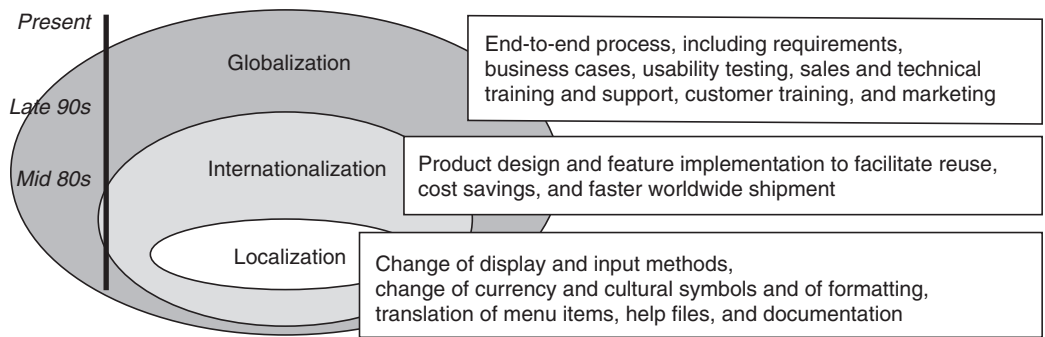 Present
Late 90s
Mid 80s
Globalization
End-to-end process, including requirements,
business cases, usability testing, sales and technical
training and support, customer training, and marketing
Internationalization
Product design and feature implementation to facilitate reuse,
cost savings, and faster worldwide shipment
Localization
Change of display and input methods,
change of currency and cultural symbols and of formatting,
translation of menu items, help files, and documentation